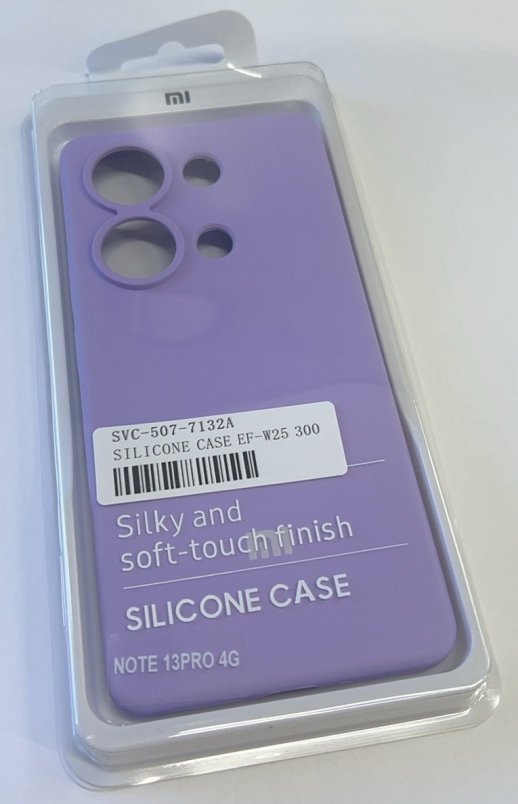 mi
SVC-507-7132A
SILICONE CASE EF-W25 300
Silky and
soft-touch finish
mi
SILICONE CASE
NOTE 13PRO 4G